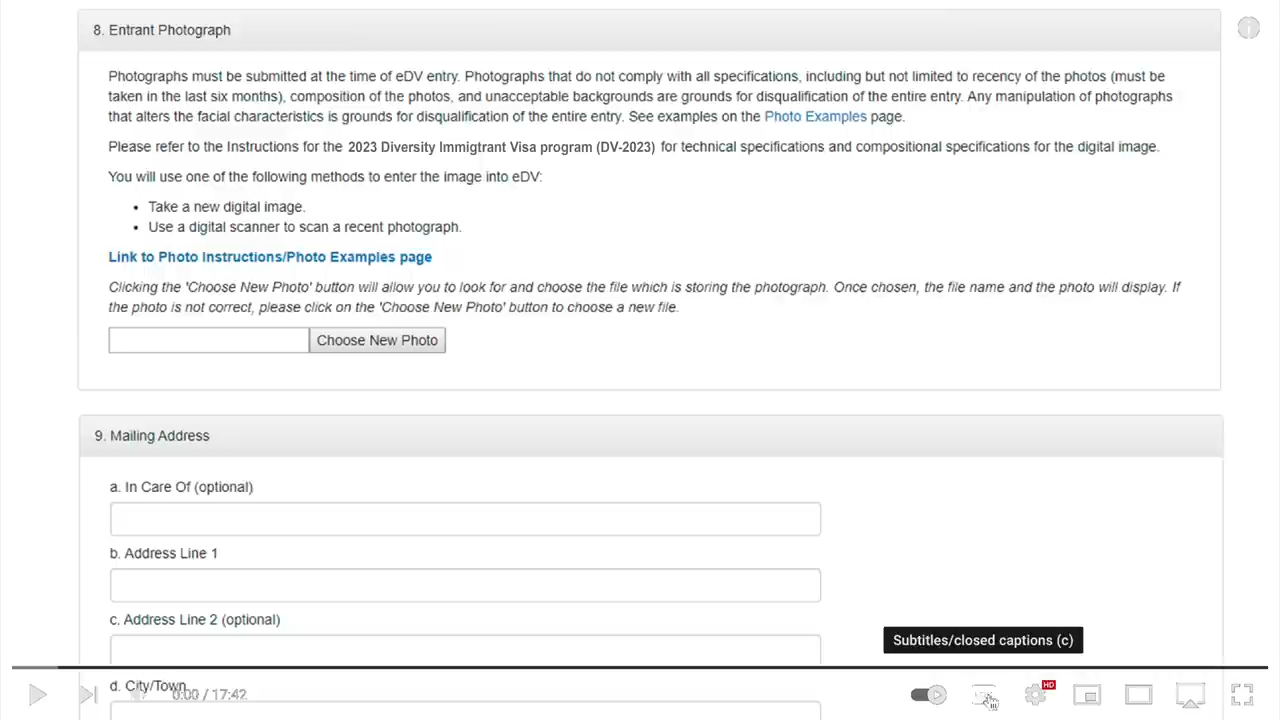 8. Entrant Photograph
Photographs must be submitted at the time of eDV entry. Photographs that do not comply with all specifications, including but not limited to recency of the photos (must be
taken in the last six months), composition of the photos, and unacceptable backgrounds are grounds for disqualification of the entire entry. Any manipulation of photographs
that alters the facial characteristics is grounds for disqualification of the entire entry. See examples on the Photo Examples page.
Please refer to the Instructions for the 2023 Diversity Immigtrant Visa program (DV-2023) for technical specifications and compositional specifications for the digital image.
You will use one of the following methods to enter the image into eDV:
• Take a new digital image.
• Use a digital scanner to scan a recent photograph.
Link to Photo Instructions/Photo Examples page
Clicking the 'Choose New Photo' button will allow you to look for and choose the file which is storing the photograph. Once chosen, the file name and the photo will display. If
the photo is not correct, please click on the 'Choose New Photo' button to choose a new file.
Choose New Photo
9. Mailing Address
a. In Care Of (optional)
b. Address Line 1
c. Address Line 2 (optional)
Subtitles/closed captions (c)
d. City/Town
0:00 / 17:42
HD